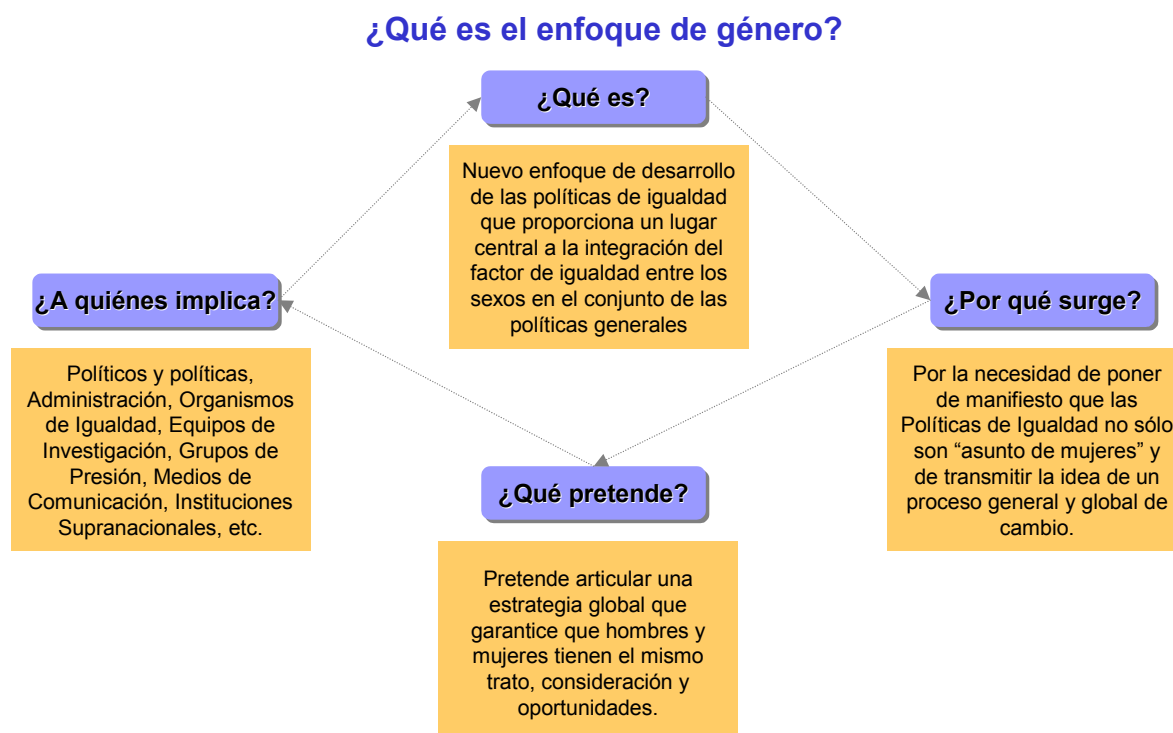 ¿Qué es el enfoque de género?
¿Qué es?
Nuevo enfoque de desarrollo
de las políticas de igualdad
que proporciona un lugar
central a la integración del
factor de igualdad entre los
sexos en el conjunto de las
políticas generales
¿A quiénes implica?
Políticos y políticas,
Administración, Organismos
de Igualdad, Equipos de
Investigación, Grupos de
Presión, Medios de
Comunicación, Instituciones
Supranacionales, etc.
¿Por qué surge?
Por la necesidad de poner
de manifiesto que las
Políticas de Igualdad no sólo
son “asunto de mujeres” y
de transmitir la idea de un
proceso general y global de
cambio.
¿Qué pretende?
Pretende articular una
estrategia global que
garantice que hombres y
mujeres tienen el mismo
trato, consideración y
oportunidades.